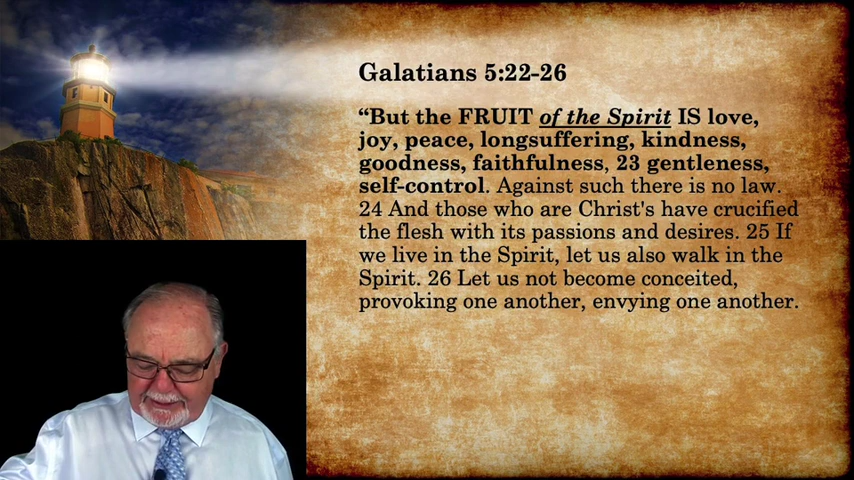 Galatians 5:22-26
“But the FRUIT of the Spirit IS love,
joy, peace, longsuffering, kindness,
goodness, faithfulness, 23 gentleness,
self-control. Against such there is no law.
24 And those who are Christ's have crucified
the flesh with its passions and desires. 25 If
we live in the Spirit, let us also walk in the
Spirit. 26 Let us not become conceited,
provoking one another, envying one another.